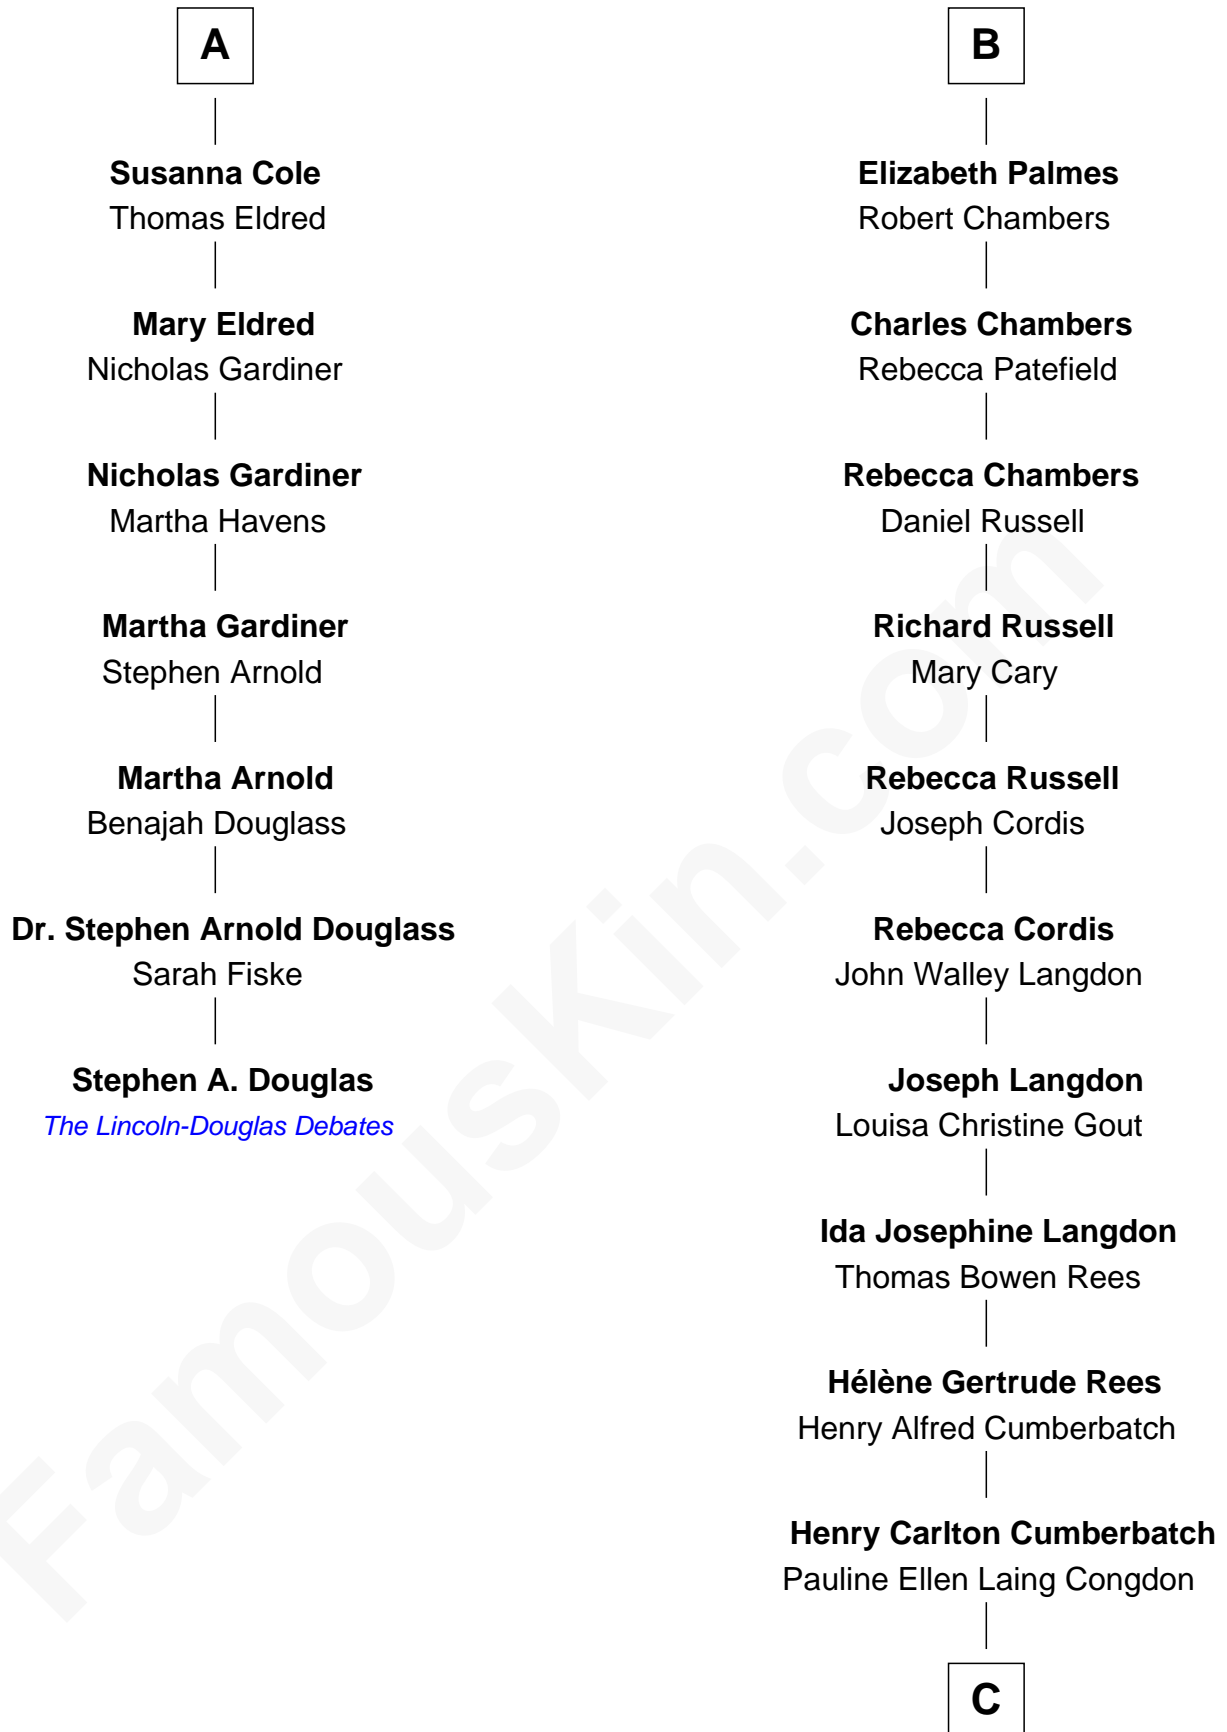 A
Susanna Cole
Thomas Eldred
Mary Eldred
Nicholas Gardiner
Nicholas Gardiner
Martha Havens
Martha Gardiner
Stephen Arnold
Martha Arnold
Benajah Douglass
Dr. Stephen Arnold Douglass
Sarah Fiske
Stephen A. Douglas
The Lincoln-Douglas Debates
B
Elizabeth Palmes
Robert Chambers
Charles Chambers
Rebecca Patefield
Rebecca Chambers
Daniel Russell
Richard Russell
Mary Cary
Rebecca Russell
Joseph Cordis
Rebecca Cordis
John Walley Langdon
Joseph Langdon
Louisa Christine Gout
Ida Josephine Langdon
Thomas Bowen Rees
Hélène Gertrude Rees
Henry Alfred Cumberbatch
Henry Carlton Cumberbatch
Pauline Ellen Laing Congdon
C
FamousKin.com